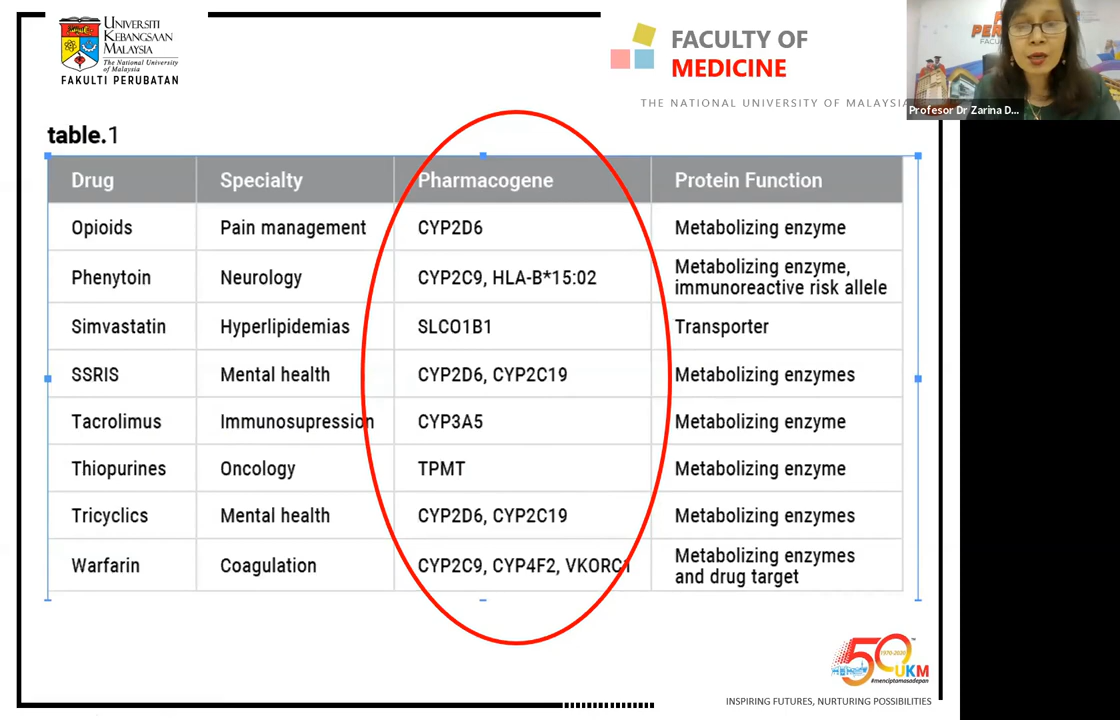 UNIVERSITI
KEBANGSAAN
MALAYSIA
The National University
of Malaysia
FAKULTI PERUBATAN
FACULTY OF
MEDICINE
THE NATIONAL UNIVERSITY OF MALAYSIA
Profesor Dr Zarina D...
table.1
Drug Specialty Pharmacogene Protein Function
Opioids Pain management CYP2D6 Metabolizing enzyme
Phenytoin Neurology CYP2C9, HLA-B*15:02 Metabolizing enzyme,
immunoreactive risk allele
Simvastatin Hyperlipidemias SLCO1B1 Transporter
SSRIS Mental health CYP2D6, CYP2C19 Metabolizing enzymes
Tacrolimus Immunosupression CYP3A5 Metabolizing enzyme
Thiopurines Oncology TPMT Metabolizing enzyme
Tricyclics Mental health CYP2D6, CYP2C19 Metabolizing enzymes
Warfarin Coagulation CYP2C9, CYP4F2, VKORC1 Metabolizing enzymes
and drug target
50
1970-2020
UKM
#menciptamasadepan
INSPIRING FUTURES, NURTURING POSSIBILITIES